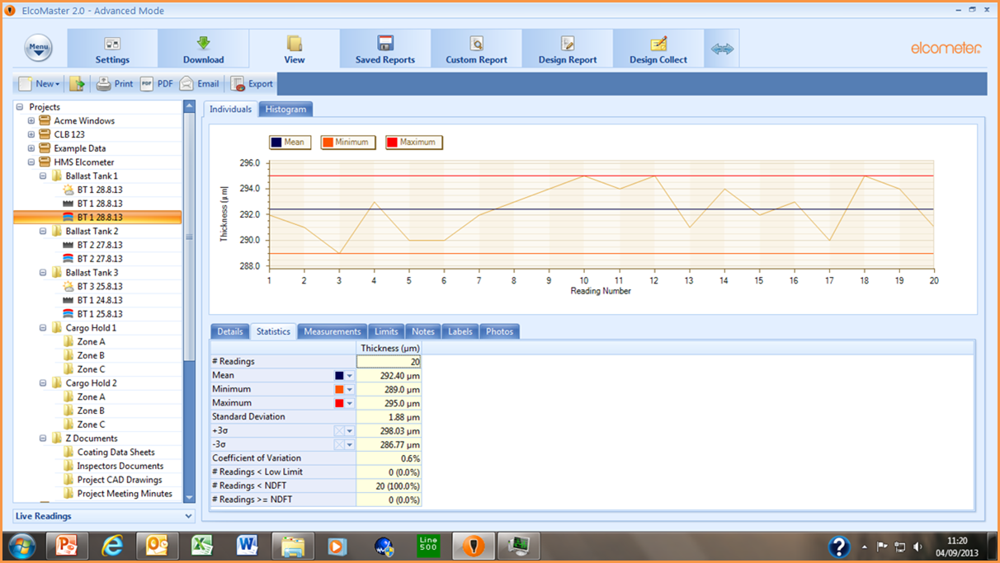 ElcoMaster 2.0 - Advanced Mode
Menu
Settings
Download
View
Saved Reports
Custom Report
Design Report
Design Collect
elcometer
New
Print
PDF
PDF
Email
Export
Projects
Acme Windows
CLB 123
Example Data
HMS Elcometer
Ballast Tank 1
BT 1 28.8.13
BT 1 28.8.13
BT 1 28.8.13
Ballast Tank 2
BT 2 27.8.13
BT 2 27.8.13
Ballast Tank 3
BT 3 25.8.13
BT 1 24.8.13
BT 1 25.8.13
Cargo Hold 1
Zone A
Zone B
Zone C
Cargo Hold 2
Zone A
Zone B
Zone C
Z Documents
Coating Data Sheets
Inspectors Documents
Project CAD Drawings
Project Meeting Minutes
Live Readings
Individuals
Histogram
Mean
Minimum
Maximum
Thickness (µm)
296.0
294.0
292.0
290.0
288.0
1 2 3 4 5 6 7 8 9 10 11 12 13 14 15 16 17 18 19 20
Reading Number
Details
Statistics
Measurements
Limits
Notes
Labels
Photos
Thickness (µm)
# Readings 20
Mean 292.40 µm
Minimum 289.0 µm
Maximum 295.0 µm
Standard Deviation 1.88 µm
+3σ 298.03 µm
-3σ 286.77 µm
Coefficient of Variation 0.6%
# Readings < Low Limit 0 (0.0%)
# Readings < NDFT 20 (100.0%)
# Readings >= NDFT 0 (0.0%)
Line
500
11:20
04/09/2013